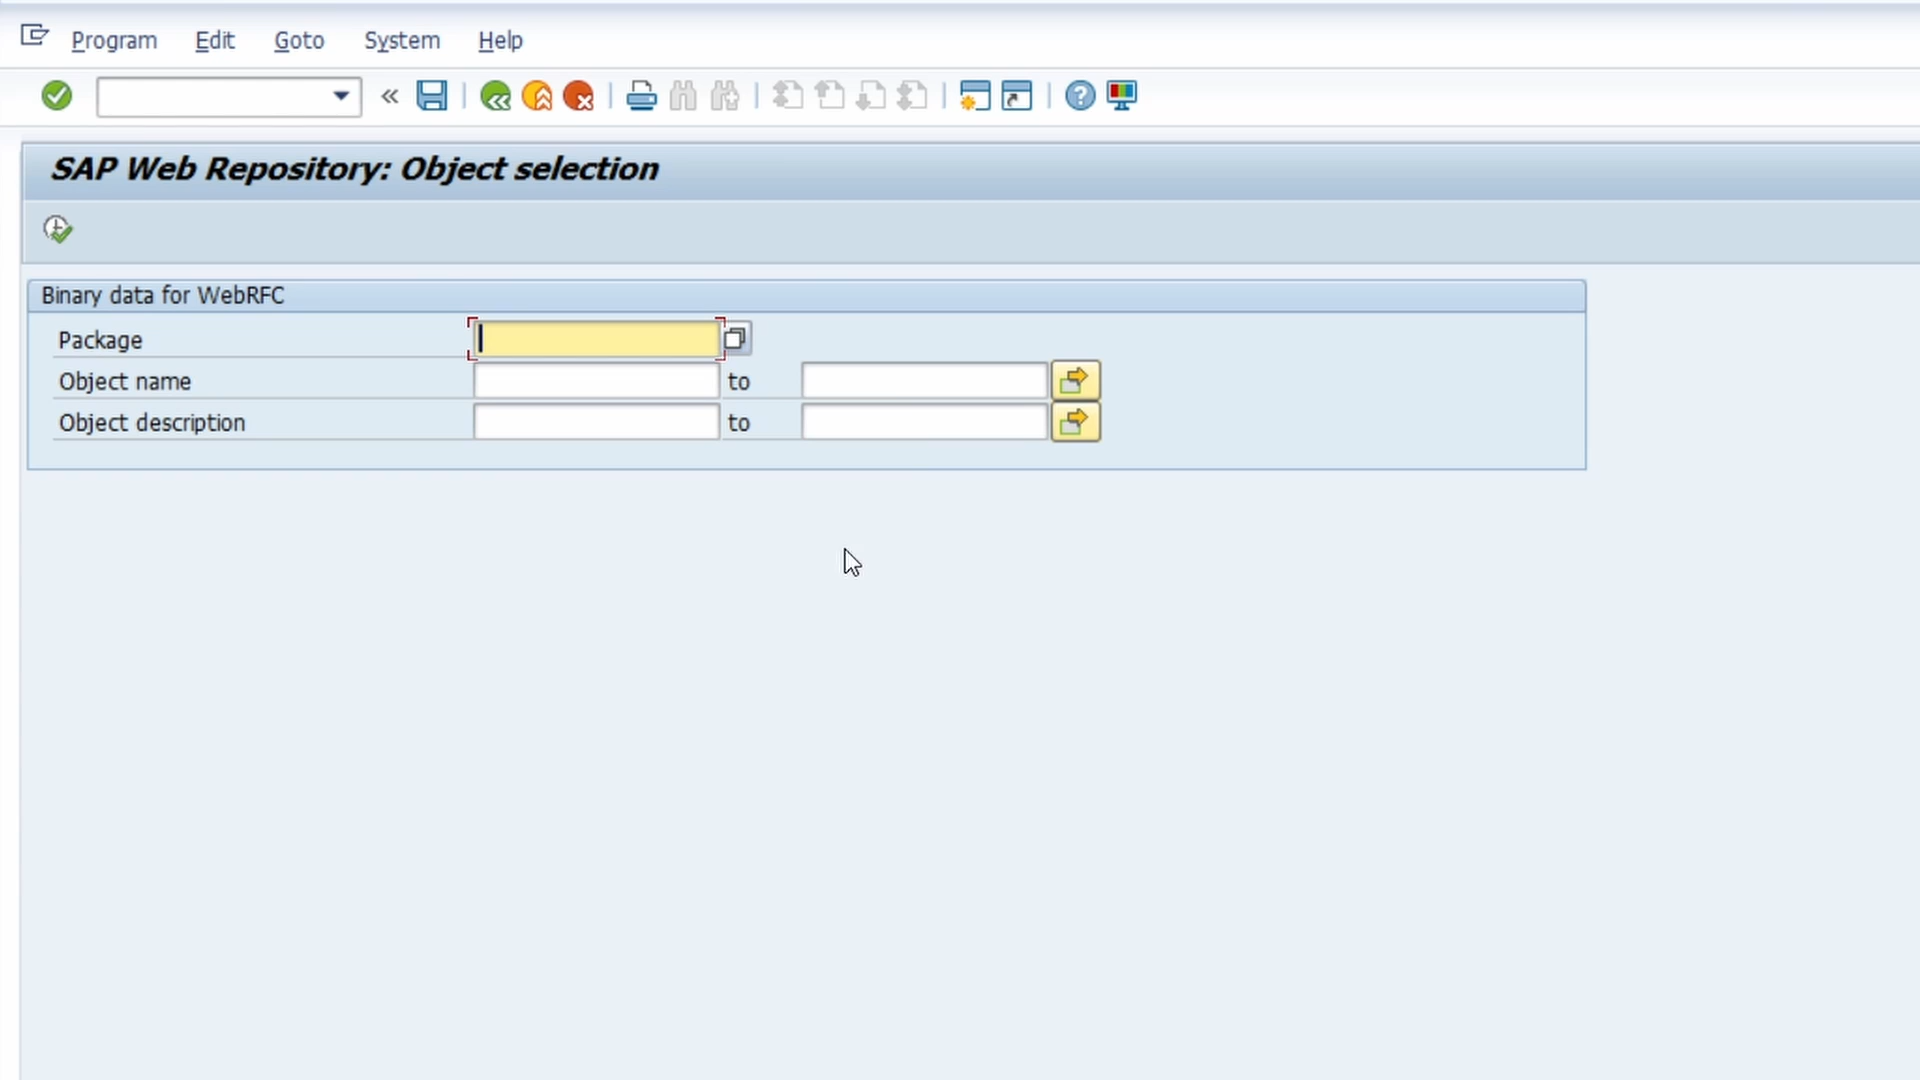 Program Edit Goto System Help
SAP Web Repository: Object selection
Binary data for WebRFC
Package
Object name to
Object description to